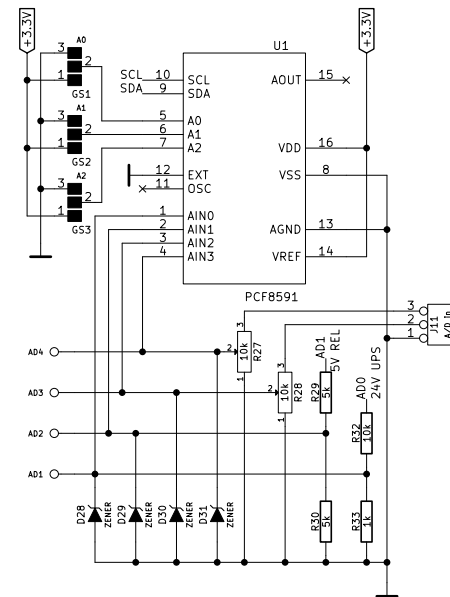 +3.3V
+3.3V
U1
A0
3
2
1
GS1
A1
3
2
1
GS2
A2
3
2
1
GS3
SCL 10 SCL
SDA 9 SDA
5 A0
6 A1
7 A2
12 EXT
11 OSC
1 AIN0
2 AIN1
3 AIN2
4 AIN3
AOUT 15
VDD 16
VSS 8
AGND 13
VREF 14
PCF8591
3
2
1
J11
A/D In
3
2
1
10k
R27
3
2
1
10k
R28
AD1
5V REL
R29
5k
AD0
24V UPS
R32
10k
AD4
AD3
AD2
AD1
D28
ZENER
D29
ZENER
D30
ZENER
D31
ZENER
R30
5k
R33
1k